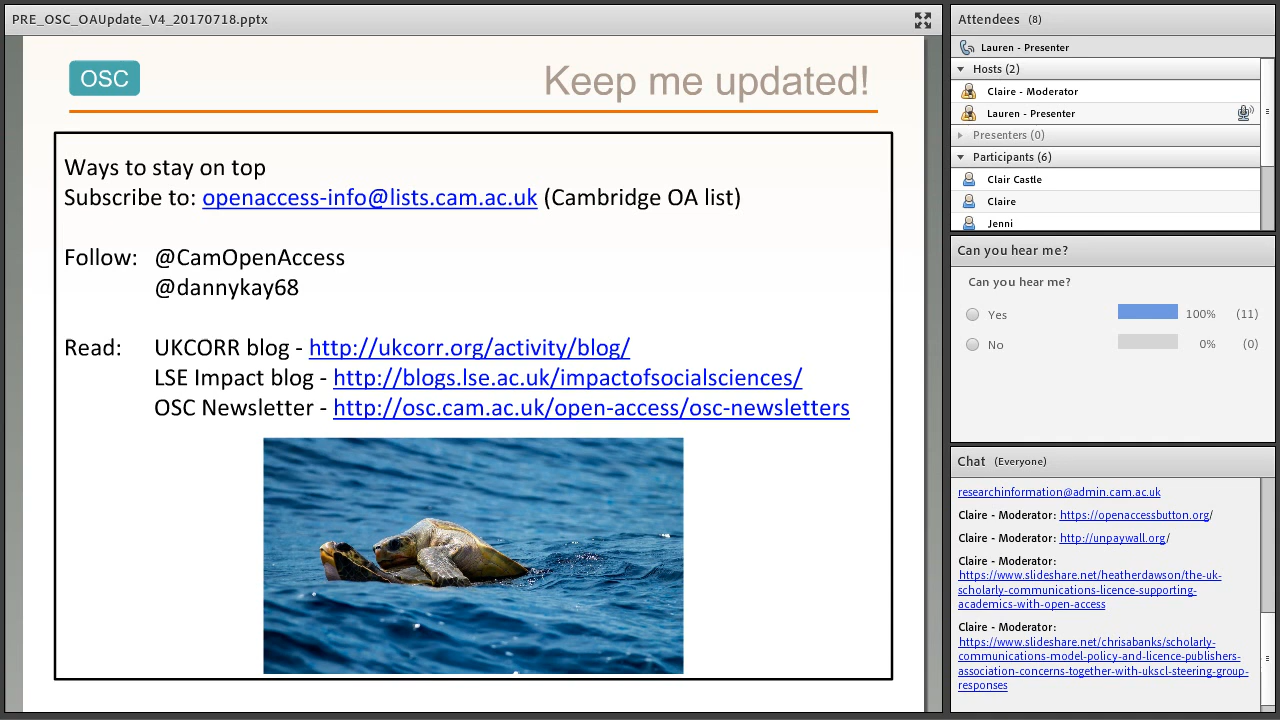 PRE_OSC_OAUpdate_V4_20170718.pptx
OSC
Keep me updated!
Ways to stay on top
Subscribe to: openaccess-info@lists.cam.ac.uk (Cambridge OA list)
Follow: @CamOpenAccess
@dannykay68
Read: UKCORR blog - http://ukcorr.org/activity/blog/
LSE Impact blog - http://blogs.lse.ac.uk/impactofsocialsciences/
OSC Newsletter - http://osc.cam.ac.uk/open-access/osc-newsletters
Attendees (8)
Lauren - Presenter
Hosts (2)
Claire - Moderator
Lauren - Presenter
Presenters (0)
Participants (6)
Clair Castle
Claire
Jenni
Can you hear me?
Can you hear me?
Yes 100% (11)
No 0% (0)
Chat (Everyone)
researchinformation@admin.cam.ac.uk
Claire - Moderator: https://openaccessbutton.org/
Claire - Moderator: http://unpaywall.org/
Claire - Moderator:
https://www.slideshare.net/heatherdawson/the-uk-
scholarly-communications-licence-supporting-
academics-with-open-access
Claire - Moderator:
https://www.slideshare.net/chrisabanks/scholarly-
communications-model-policy-and-licence-publishers-
association-concerns-together-with-ukscl-steering-group-
responses